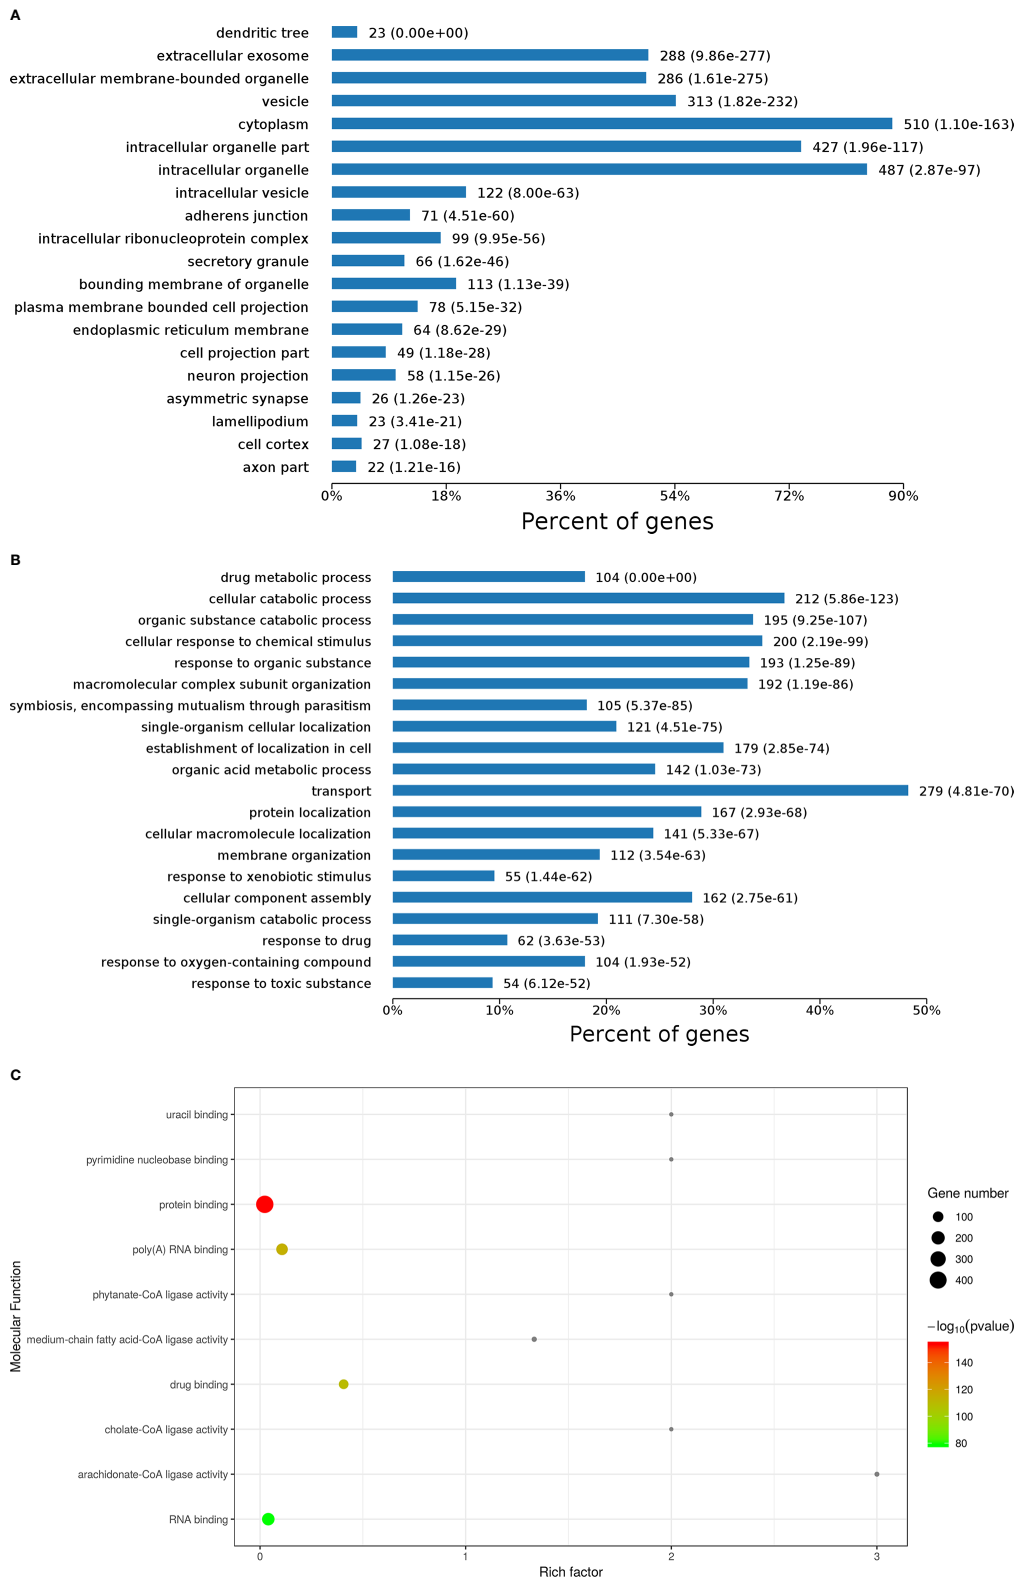 A
dendritic tree 23 (0.00e+00)
extracellular exosome 288 (9.86e-277)
extracellular membrane-bounded organelle 286 (1.61e-275)
vesicle 313 (1.82e-232)
cytoplasm 510 (1.10e-163)
intracellular organelle part 427 (1.96e-117)
intracellular organelle 487 (2.87e-97)
intracellular vesicle 122 (8.00e-63)
adherens junction 71 (4.51e-60)
intracellular ribonucleoprotein complex 99 (9.95e-56)
secretory granule 66 (1.62e-46)
bounding membrane of organelle 113 (1.13e-39)
plasma membrane bounded cell projection 78 (5.15e-32)
endoplasmic reticulum membrane 64 (8.62e-29)
cell projection part 49 (1.18e-28)
neuron projection 58 (1.15e-26)
asymmetric synapse 26 (1.26e-23)
lamellipodium 23 (3.41e-21)
cell cortex 27 (1.08e-18)
axon part 22 (1.21e-16)
0% 18% 36% 54% 72% 90%
Percent of genes
B
drug metabolic process 104 (0.00e+00)
cellular catabolic process 212 (5.86e-123)
organic substance catabolic process 195 (9.25e-107)
cellular response to chemical stimulus 200 (2.19e-99)
response to organic substance 193 (1.25e-89)
macromolecular complex subunit organization 192 (1.19e-86)
symbiosis, encompassing mutualism through parasitism 105 (5.37e-85)
single-organism cellular localization 121 (4.51e-75)
establishment of localization in cell 179 (2.85e-74)
organic acid metabolic process 142 (1.03e-73)
transport 279 (4.81e-70)
protein localization 167 (2.93e-68)
cellular macromolecule localization 141 (5.33e-67)
membrane organization 112 (3.54e-63)
response to xenobiotic stimulus 55 (1.44e-62)
cellular component assembly 162 (2.75e-61)
single-organism catabolic process 111 (7.30e-58)
response to drug 62 (3.63e-53)
response to oxygen-containing compound 104 (1.93e-52)
response to toxic substance 54 (6.12e-52)
0% 10% 20% 30% 40% 50%
Percent of genes
C
Molecular Function
uracil binding
pyrimidine nucleobase binding
protein binding
poly(A) RNA binding
phytanate-CoA ligase activity
medium-chain fatty acid-CoA ligase activity
drug binding
cholate-CoA ligase activity
arachidonate-CoA ligase activity
RNA binding
0 1 2 3
Rich factor
Gene number
100
200
300
400
−log₁₀(pvalue)
140
120
100
80